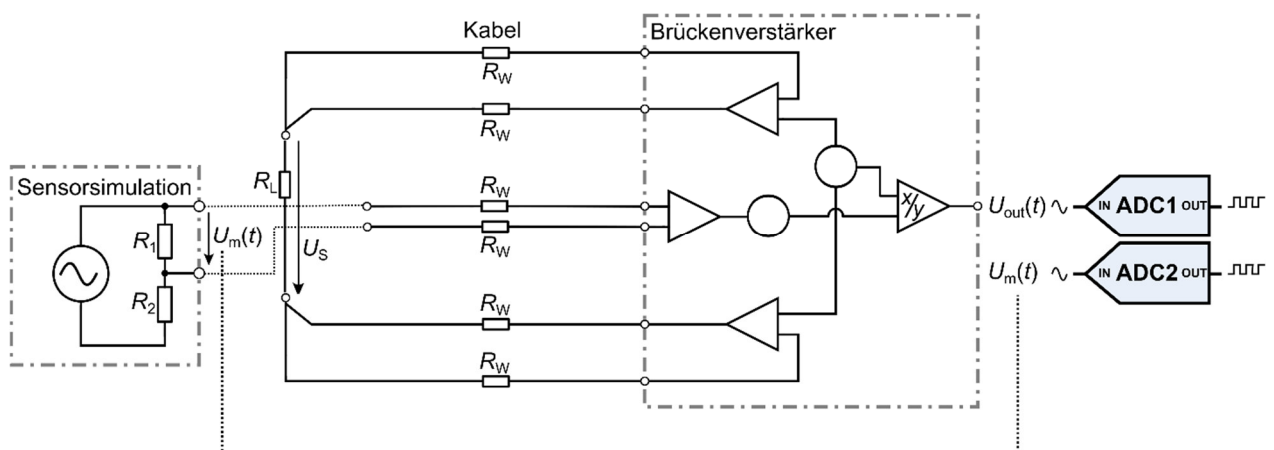 Kabel
Brückenverstärker
R_W
R_W
Sensorsimulation
R_L
R_W
x/y
R_1
U_m(t)
R_W
U_S
U_out(t)
IN ADC1 OUT
R_2
U_m(t)
IN ADC2 OUT
R_W
R_W